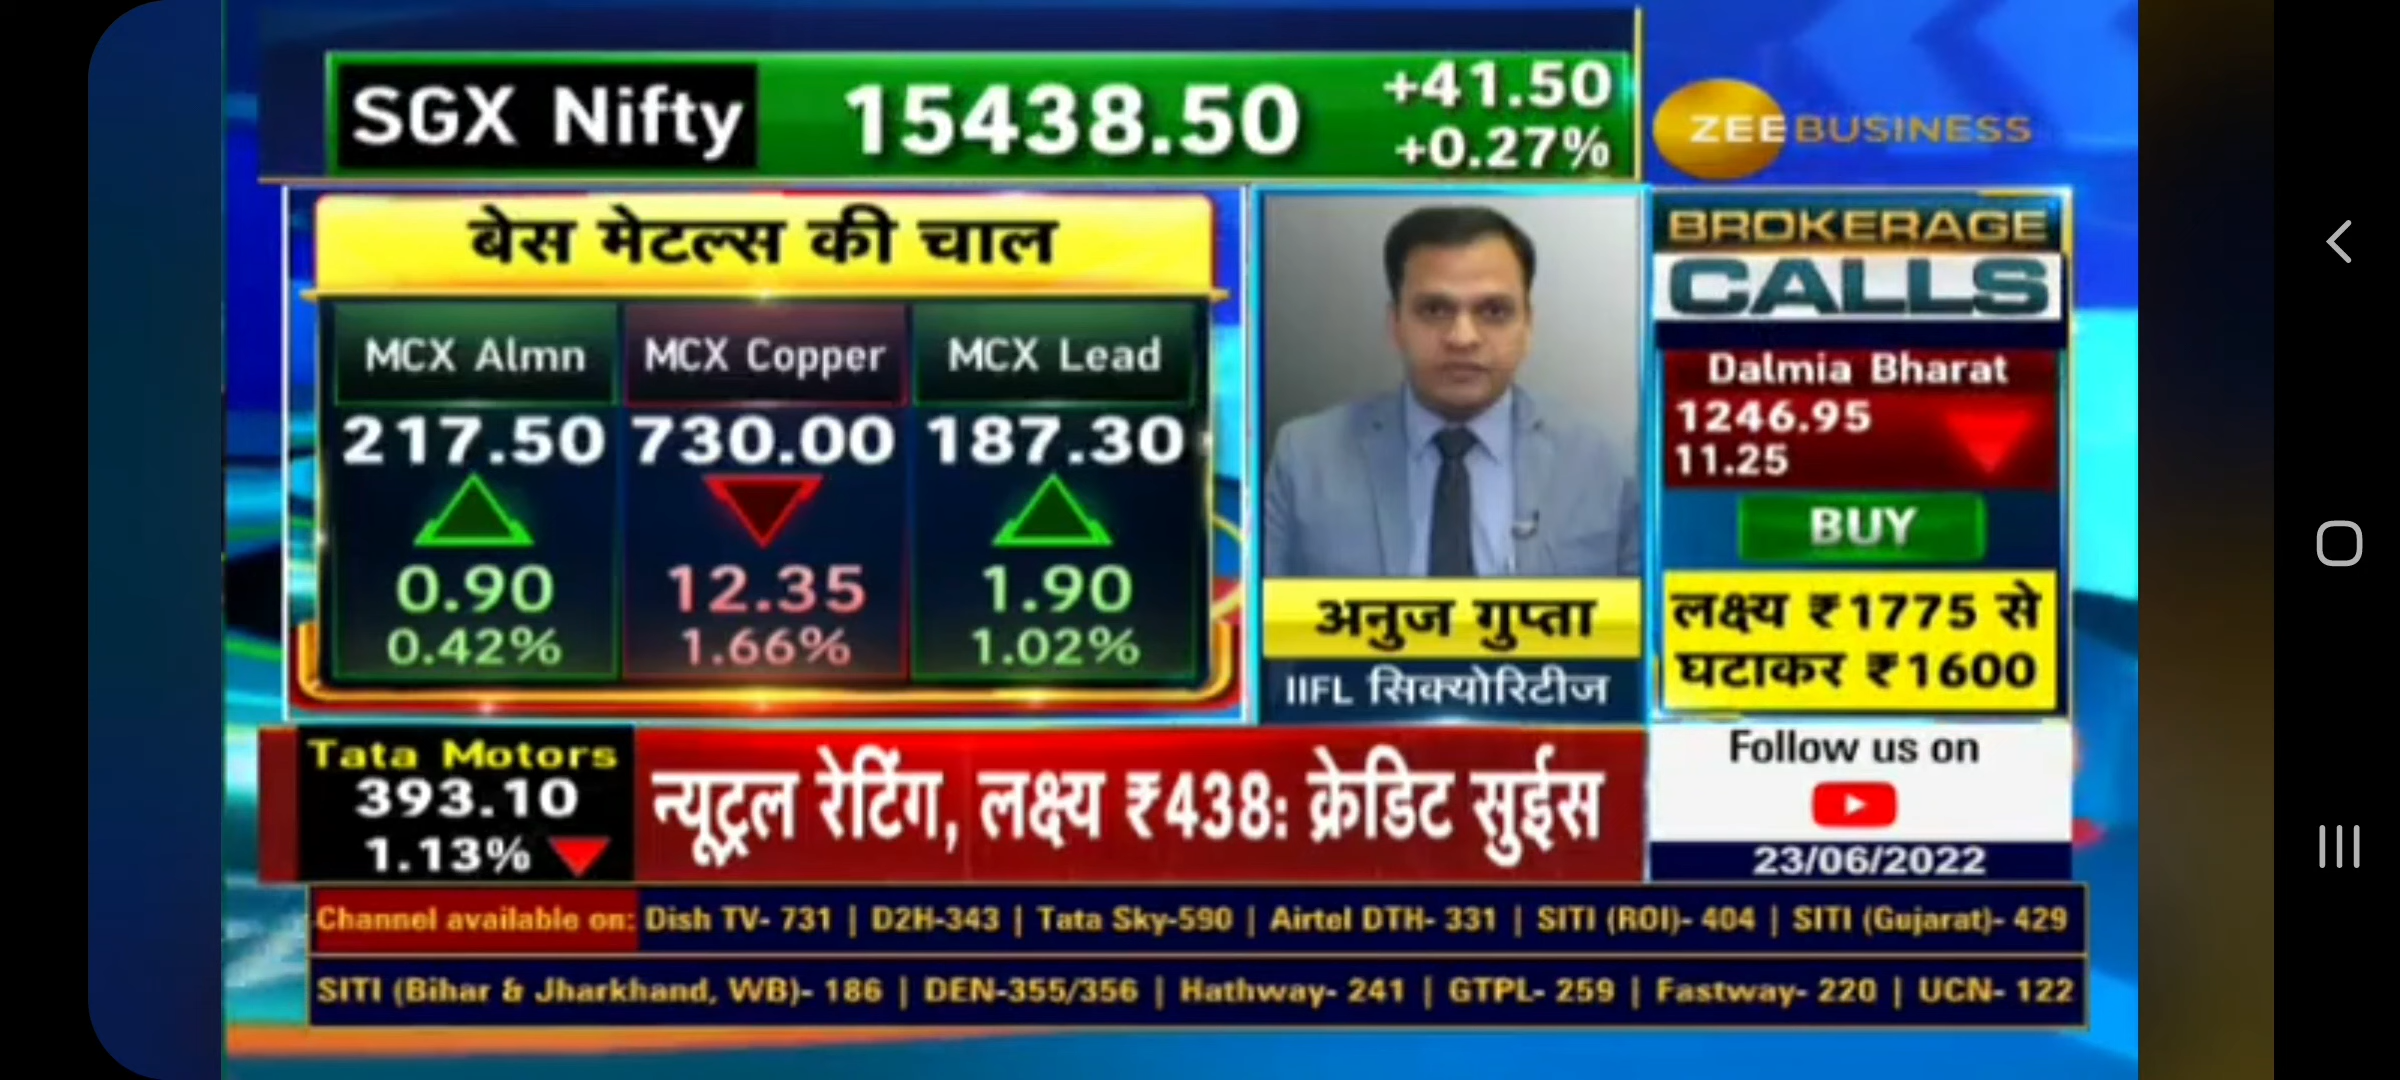 SGX Nifty 15438.50 +41.50
+0.27%
ZEE BUSINESS
बेस मेटल्स की चाल
MCX Almn MCX Copper MCX Lead
217.50 730.00 187.30
0.90 12.35 1.90
0.42% 1.66% 1.02%
अनुज गुप्ता
IIFL सिक्योरिटीज
BROKERAGE
CALLS
Dalmia Bharat
1246.95
11.25
BUY
लक्ष्य ₹1775 से
घटाकर ₹1600
Tata Motors
393.10
1.13%
न्यूट्रल रेटिंग, लक्ष्य ₹438: क्रेडिट सुईस
Follow us on
23/06/2022
Channel available on: Dish TV- 731 | D2H-343 | Tata Sky-590 | Airtel DTH- 331 | SITI (ROI)- 404 | SITI (Gujarat)- 429
SITI (Bihar & Jharkhand, WB)- 186 | DEN-355/356 | Hathway- 241 | GTPL- 259 | Fastway- 220 | UCN- 122